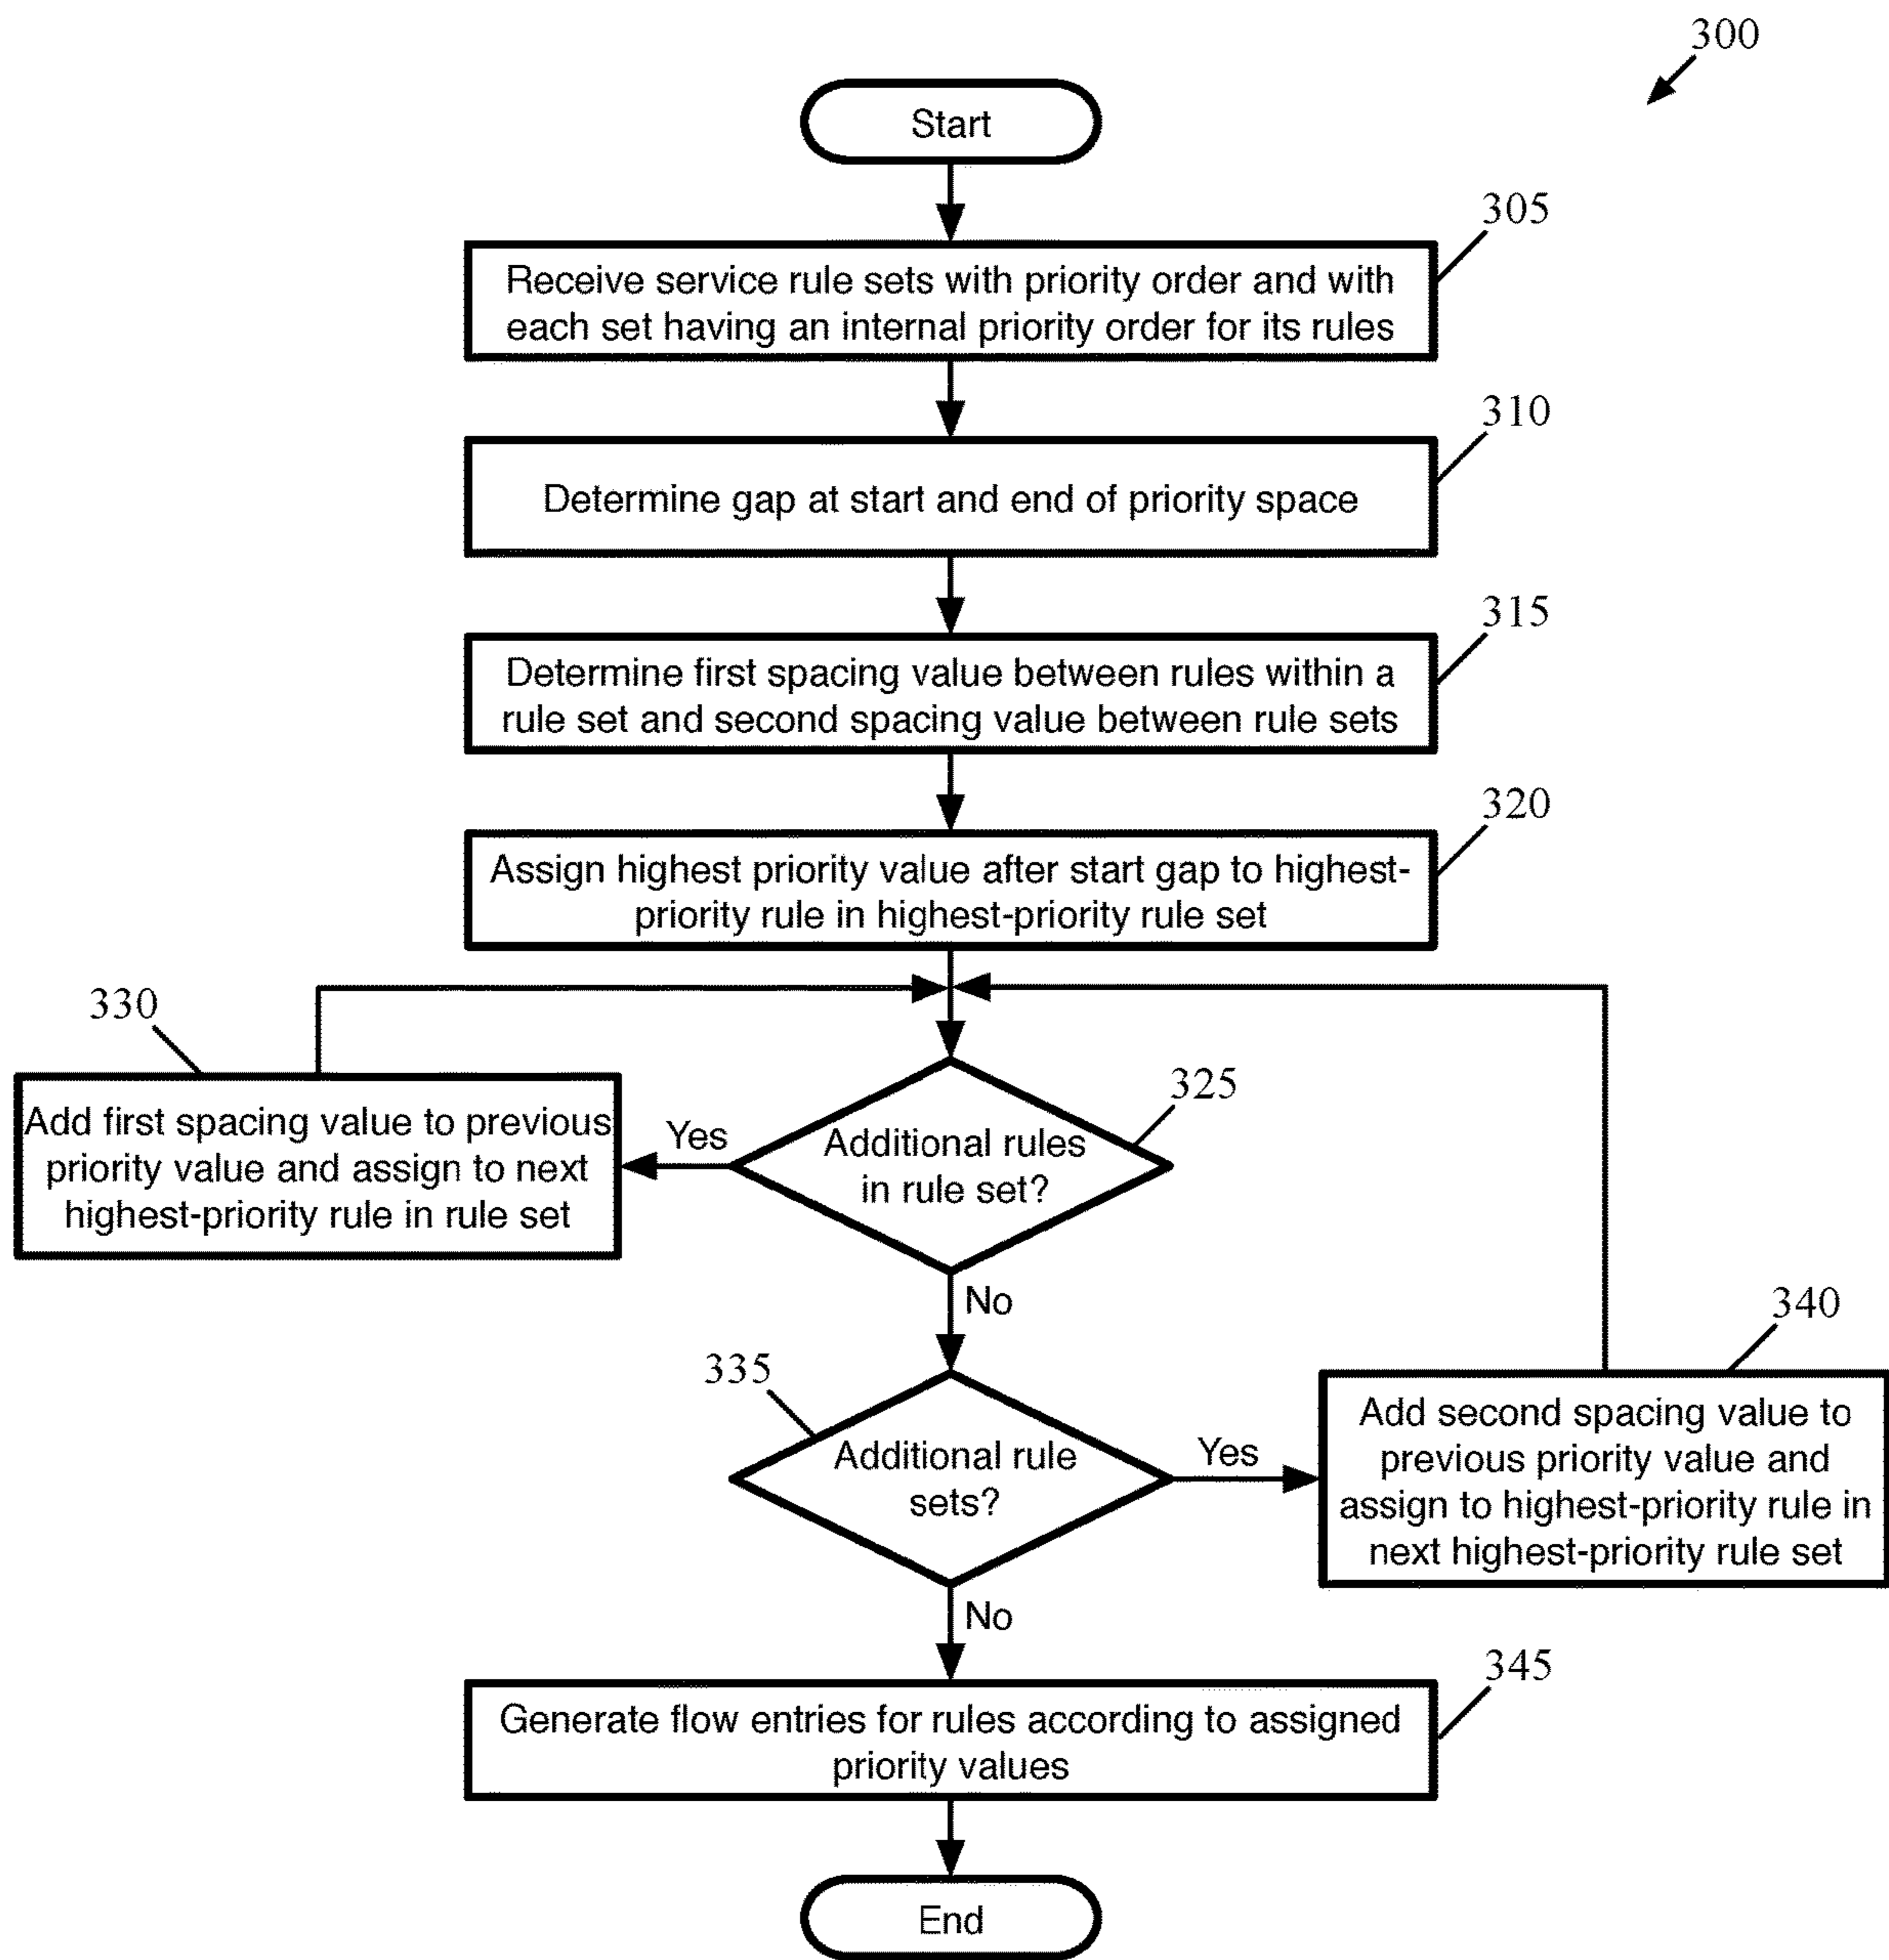 300
Start
305
Receive service rule sets with priority order and with
each set having an internal priority order for its rules
310
Determine gap at start and end of priority space
315
Determine first spacing value between rules within a
rule set and second spacing value between rule sets
320
Assign highest priority value after start gap to highest-
priority rule in highest-priority rule set
330
Add first spacing value to previous
priority value and assign to next
highest-priority rule in rule set
Yes
325
Additional rules
in rule set?
No
335
Additional rule
sets?
Yes
340
Add second spacing value to
previous priority value and
assign to highest-priority rule in
next highest-priority rule set
No
345
Generate flow entries for rules according to assigned
priority values
End